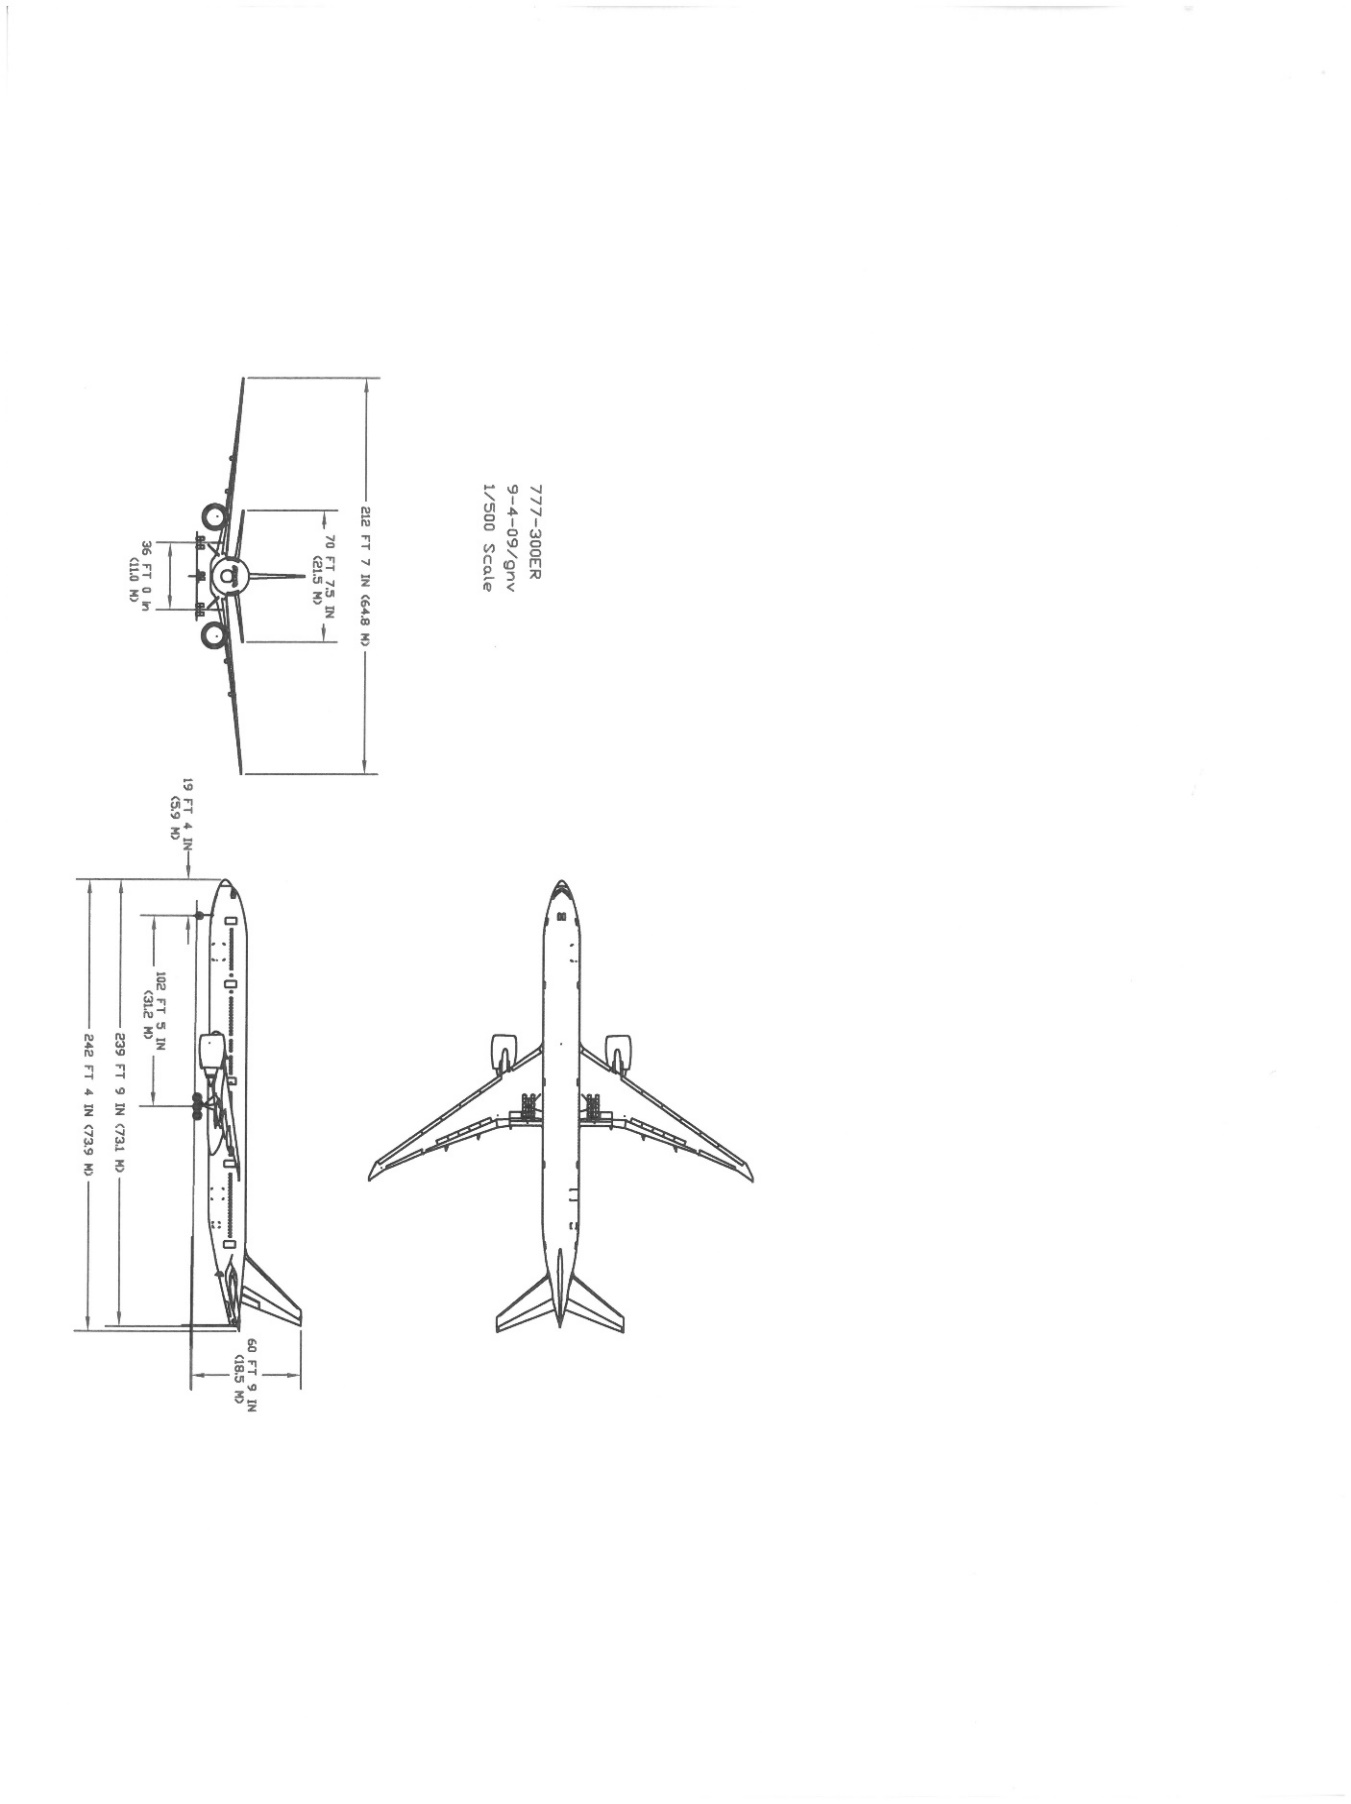 777-300ER
9-4-09/gnv
1/500 Scale
212 FT 7 IN (64.8 M)
70 FT 7.5 IN
(21.5 M)
36 FT 0 in
(11.0 M)
19 FT 4 IN
(5.9 M)
102 FT 5 IN
(31.2 M)
239 FT 9 IN (73.1 M)
242 FT 4 IN (73.9 M)
60 FT 9 IN
(18.5 M)